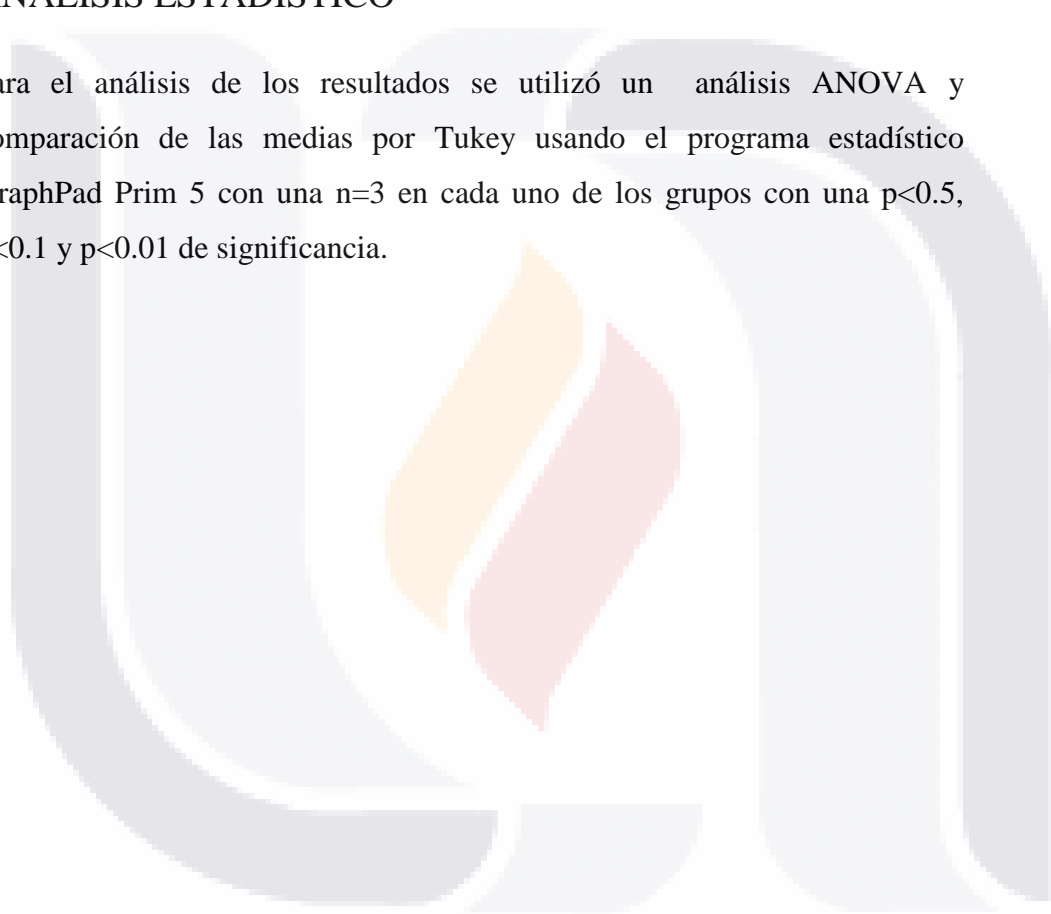 NÁLISIS ESTADÍSTICO
ara el análisis de los resultados se utilizó un análisis ANOVA y
omparación de las medias por Tukey usando el programa estadístico
raphPad Prim 5 con una n=3 en cada uno de los grupos con una p<0.5,
<0.1 y p<0.01 de significancia.